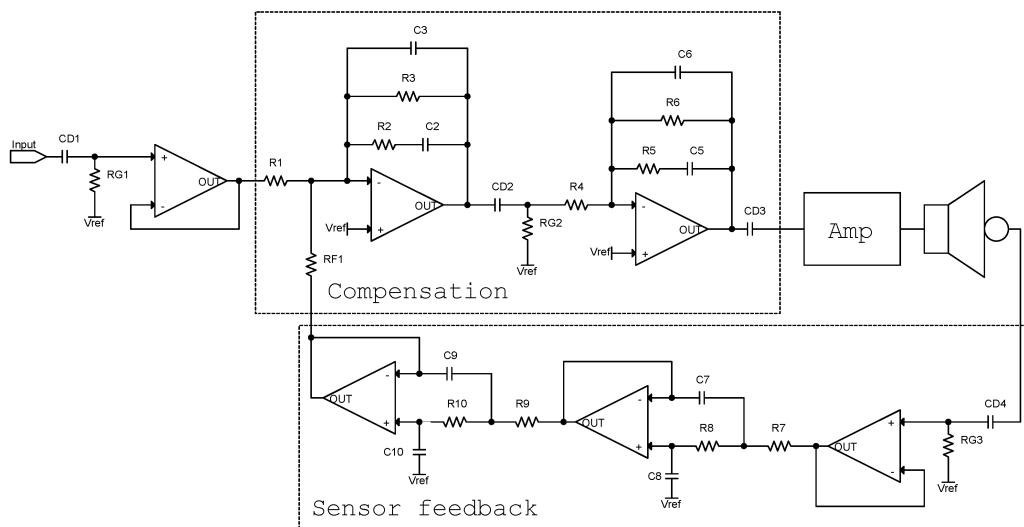 C3
C6
R3
R6
Input
CD1
R2
C2
R5
C5
R1
RG1
OUT
CD2
R4
OUT
CD3
Vref
Vref
RG2
OUT
Amp
RF1
Vref
Vref
Compensation
C9
C7
OUT
R10
R9
OUT
CD4
R8
R7
OUT
RG3
C10
C8
Vref
Vref
Vref
Sensor feedback